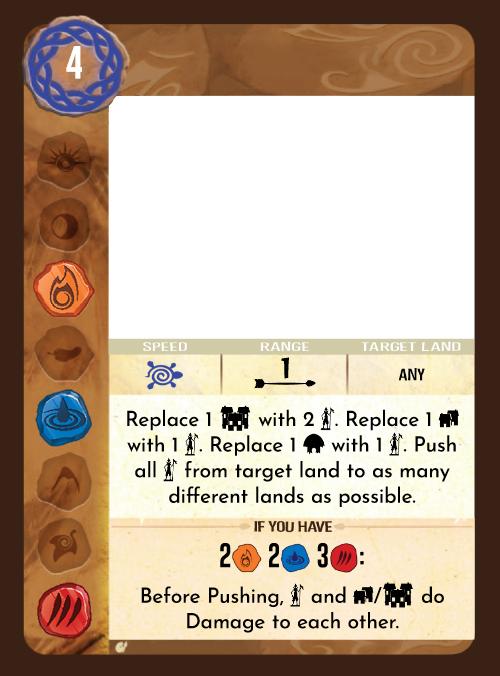 4
SPEED RANGE TARGET LAND
1 ANY
Replace 1 with 2 . Replace 1
with 1 . Replace 1 with 1 . Push
all from target land to as many
different lands as possible.
IF YOU HAVE
2 2 3 :
Before Pushing, and / do
Damage to each other.